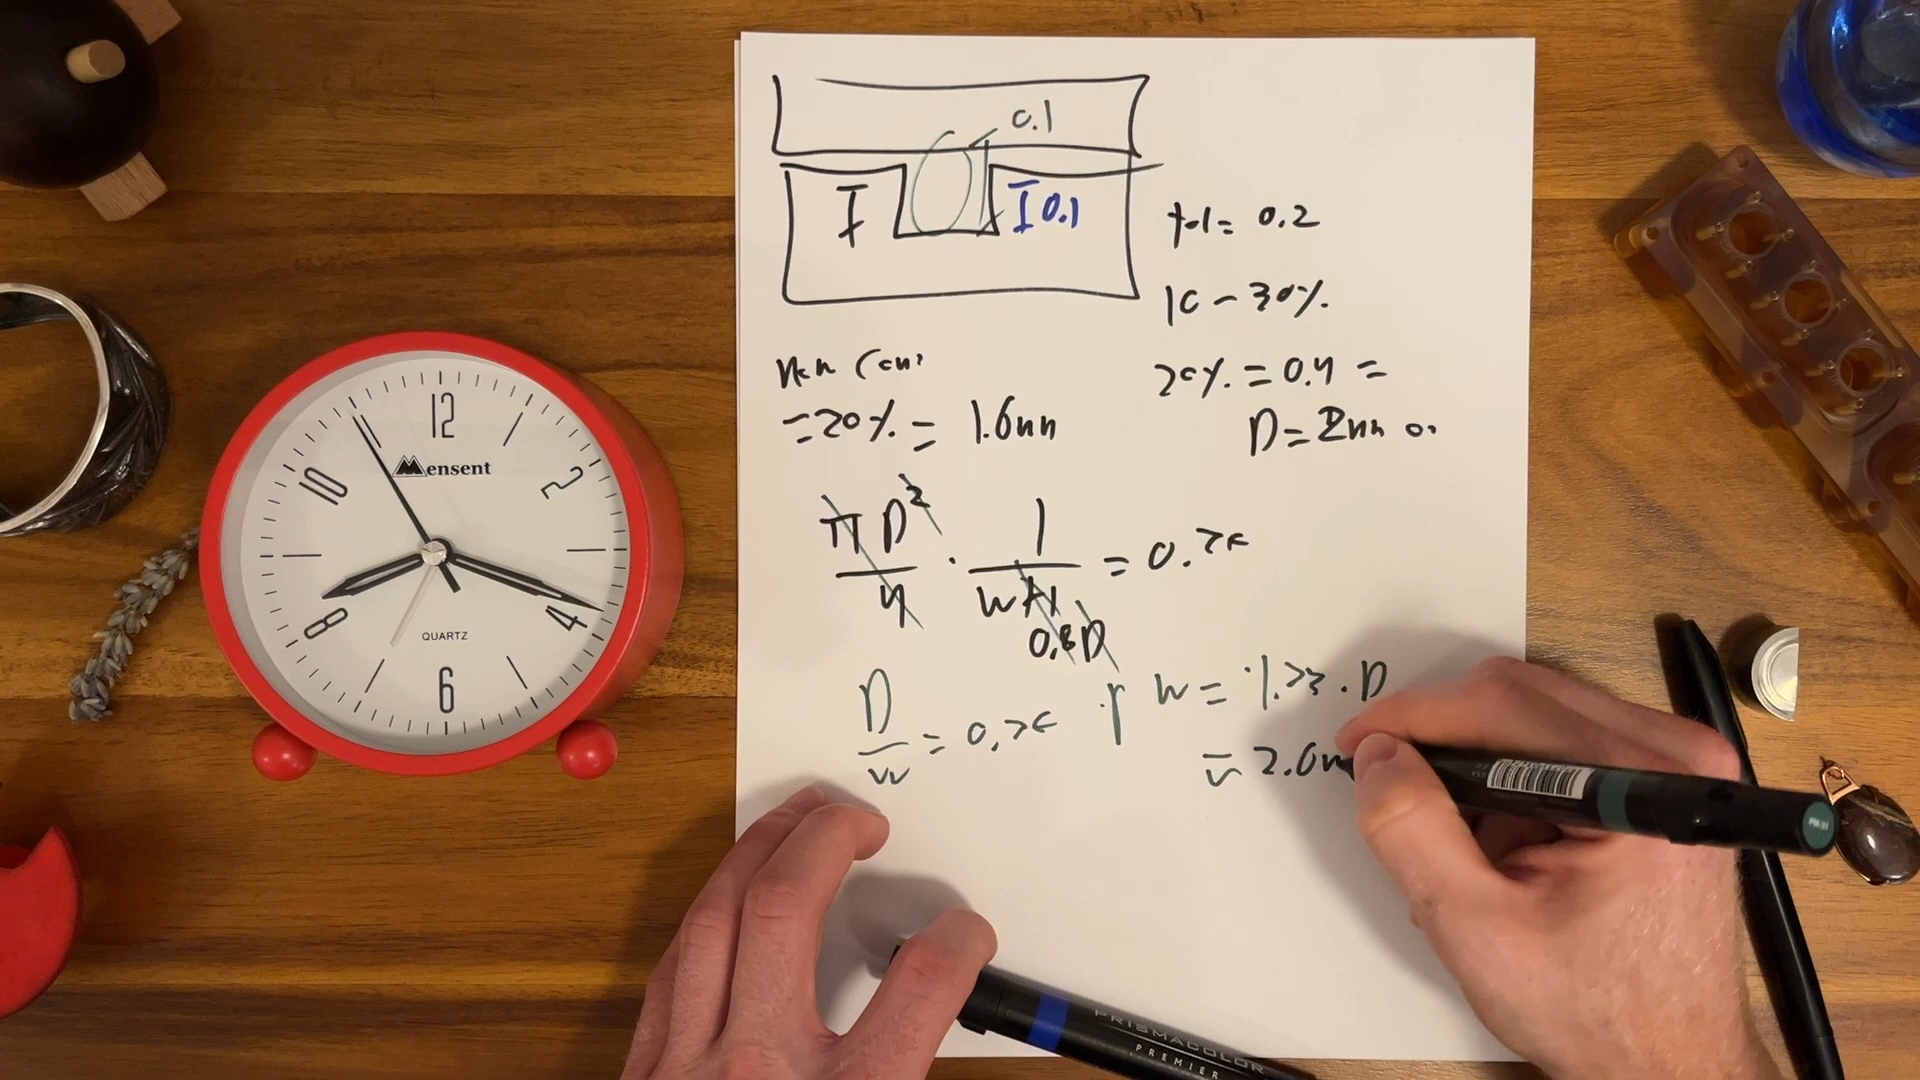 0.1
I I 0.1
tol = 0.2
10 - 30%.
20%. = 0.4 =
D = 2mm
= 20%. = 1.6mm
πD² / 4 · 1 / wH = 0.75
0.8D
D / w = 0.75
w = 1.33 . D
= 2.6m
12
2
4
6
8
10
Mensent
QUARTZ
PRISMACOLOR
PREMIER